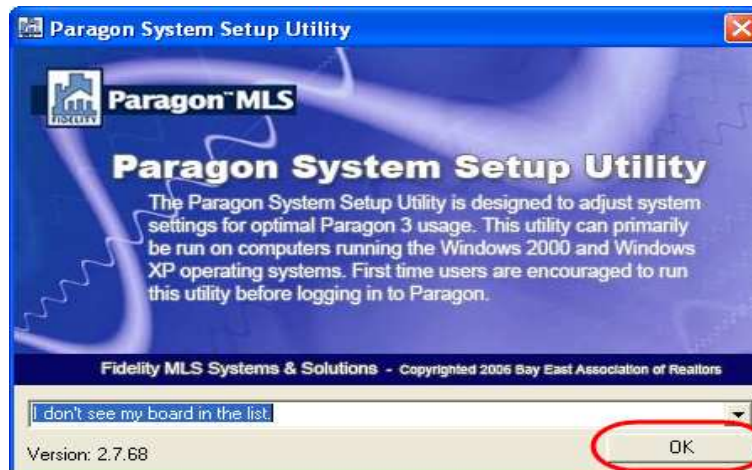 Paragon System Setup Utility
Paragon™ MLS
FIDELITY
Paragon System Setup Utility
The Paragon System Setup Utility is designed to adjust system
settings for optimal Paragon 3 usage. This utility can primarily
be run on computers running the Windows 2000 and Windows
XP operating systems. First time users are encouraged to run
this utility before logging in to Paragon.
Fidelity MLS Systems & Solutions - Copyrighted 2006 Bay East Association of Realtors
I don't see my board in the list.
OK
Version: 2.7.68